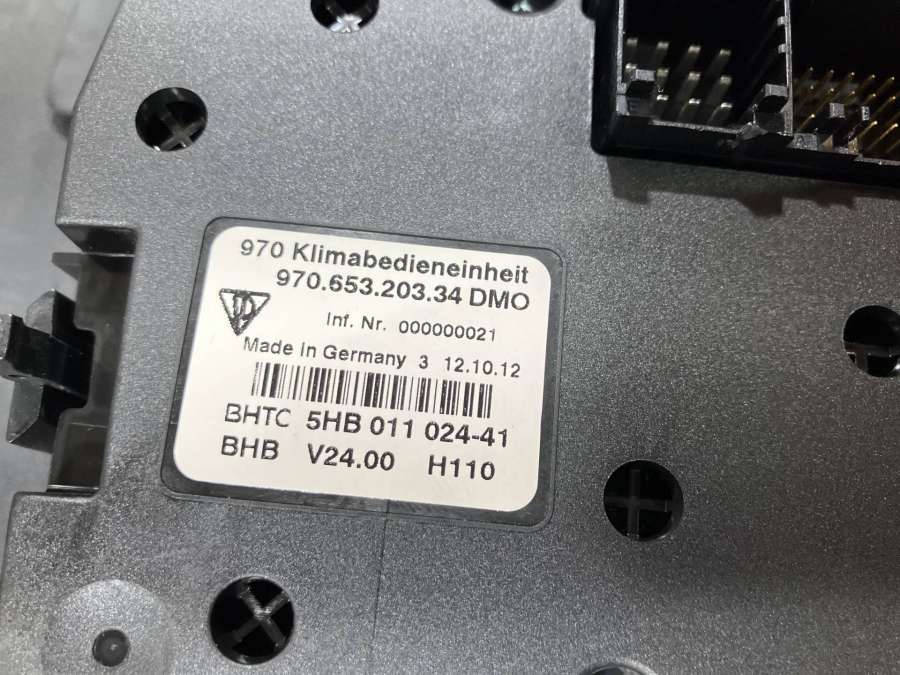 970 Klimabedieneinheit
970.653.203.34 DMO
Inf. Nr. 000000021
Made in Germany 3 12.10.12
BHTC 5HB 011 024-41
BHB V24.00 H110